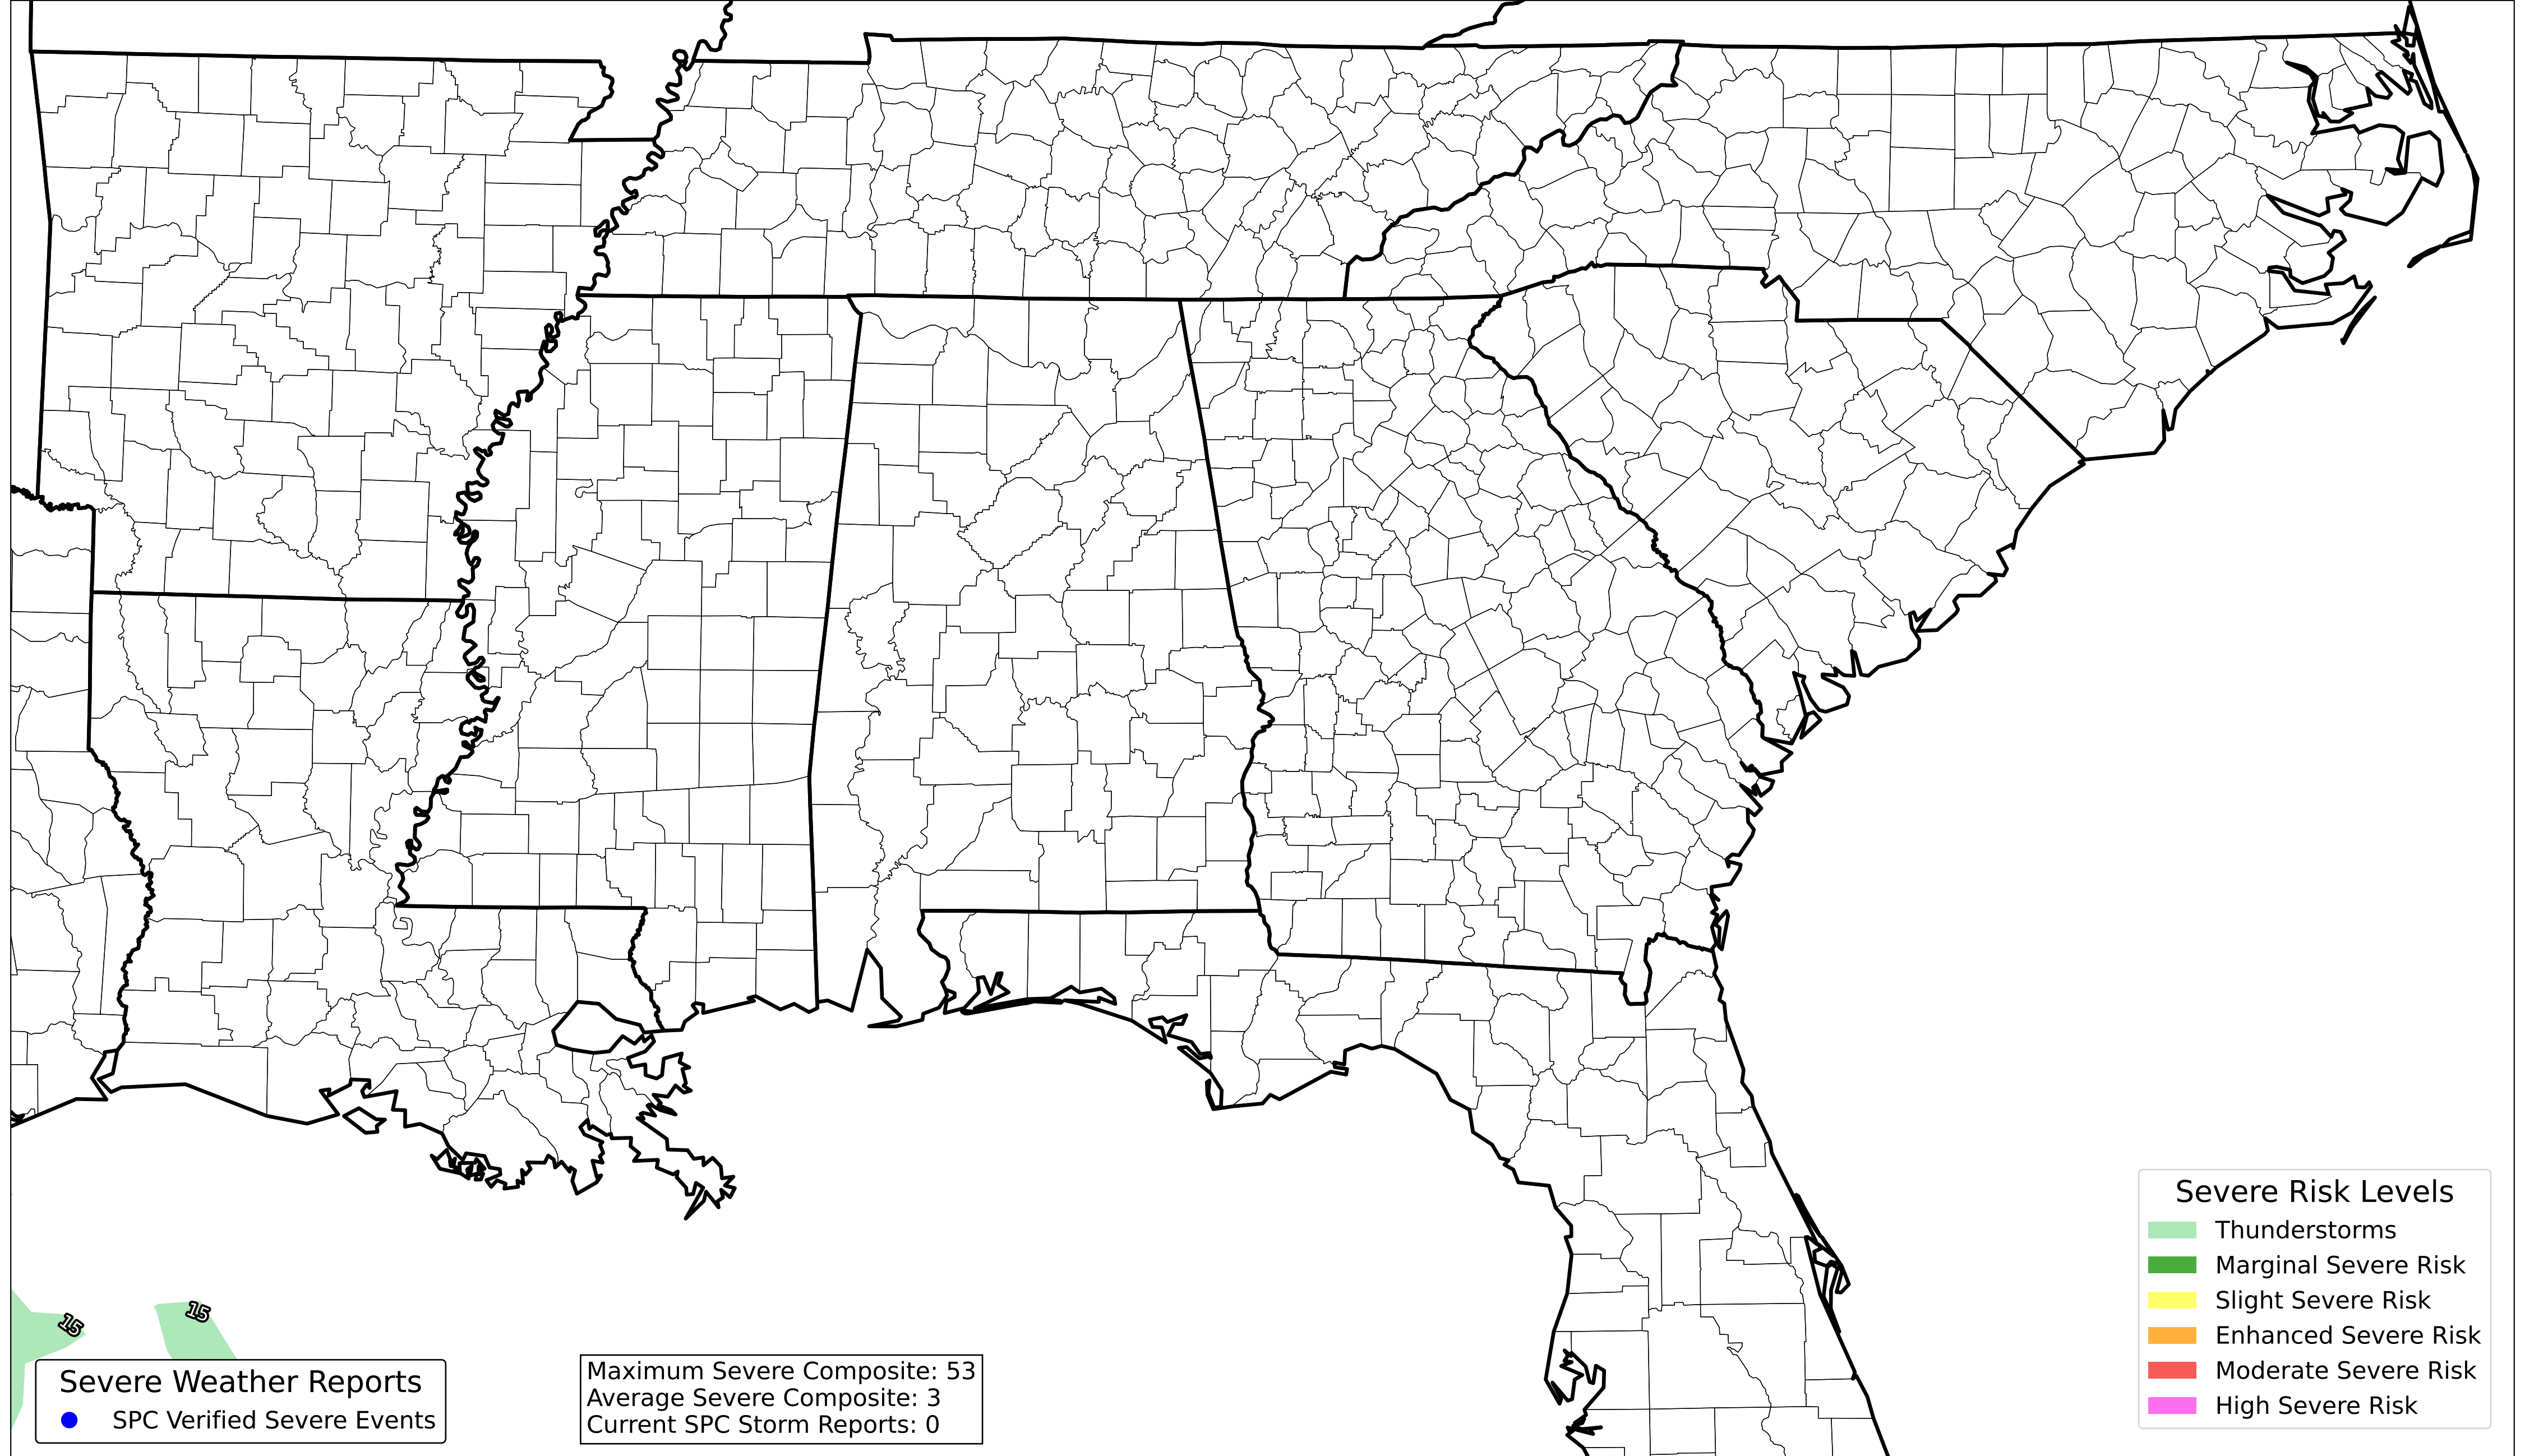 15
15
Severe Weather Reports
SPC Verified Severe Events
Maximum Severe Composite: 53
Average Severe Composite: 3
Current SPC Storm Reports: 0
Severe Risk Levels
Thunderstorms
Marginal Severe Risk
Slight Severe Risk
Enhanced Severe Risk
Moderate Severe Risk
High Severe Risk